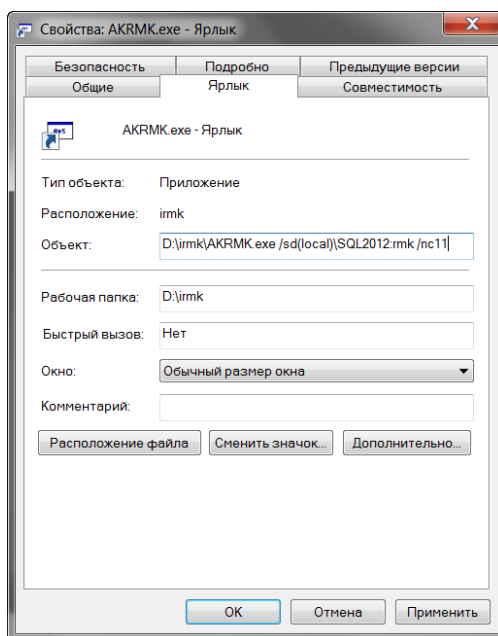 Свойства: AKRMK.exe - Ярлык
Безопасность Подробно Предыдущие версии
Общие Ярлык Совместимость
AKRMK.exe - Ярлык
Тип объекта: Приложение
Расположение: irmk
Объект: D:\irmk\AKRMK.exe /sd(local)\SQL2012:rmk /nc11
Рабочая папка: D:\irmk
Быстрый вызов: Нет
Окно: Обычный размер окна
Комментарий:
Расположение файла Сменить значок... Дополнительно...
OK Отмена Применить